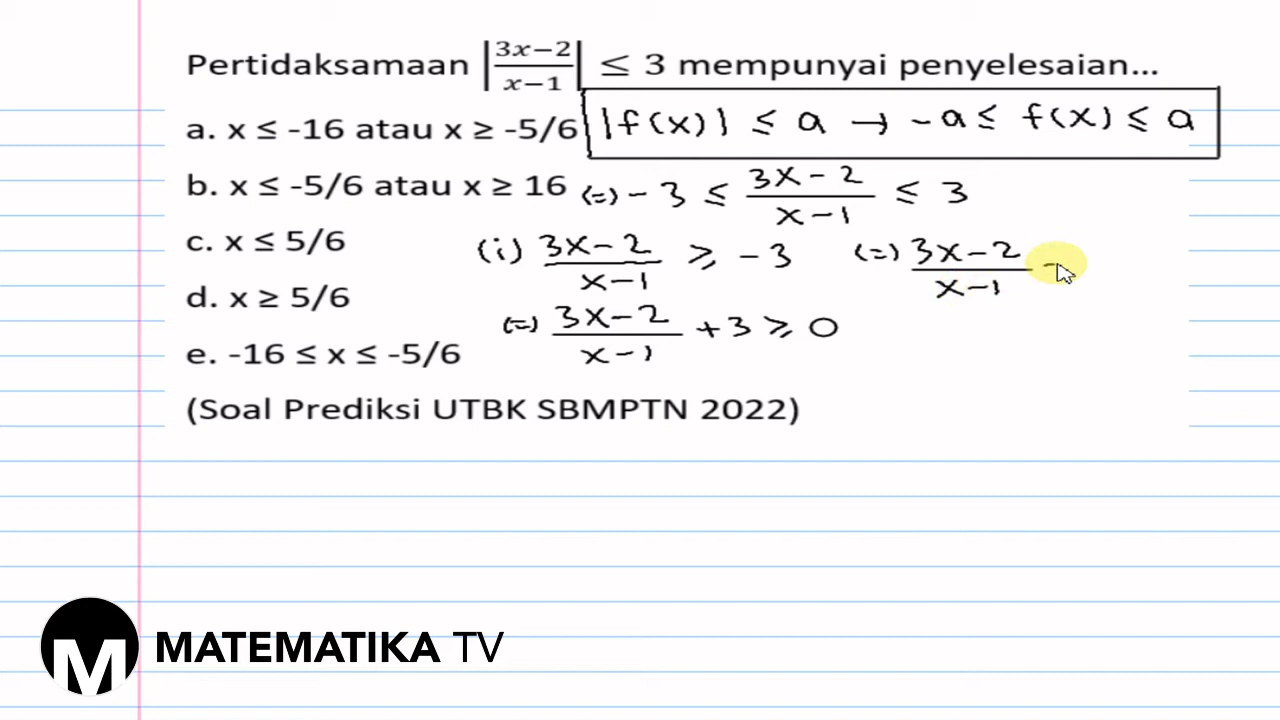 Pertidaksamaan |3x−2 / x−1| ≤ 3 mempunyai penyelesaian...
|f(x)| ≤ a → -a ≤ f(x) ≤ a
a. x ≤ -16 atau x ≥ -5/6
b. x ≤ -5/6 atau x ≥ 16
(=) -3 ≤ 3x-2 / x-1 ≤ 3
c. x ≤ 5/6
(i) 3x-2 / x-1 ≥ -3 (=) 3x-2 / x-1 -
d. x ≥ 5/6
(=) 3x-2 / x-1 + 3 ≥ 0
e. -16 ≤ x ≤ -5/6
(Soal Prediksi UTBK SBMPTN 2022)
M MATEMATIKA TV